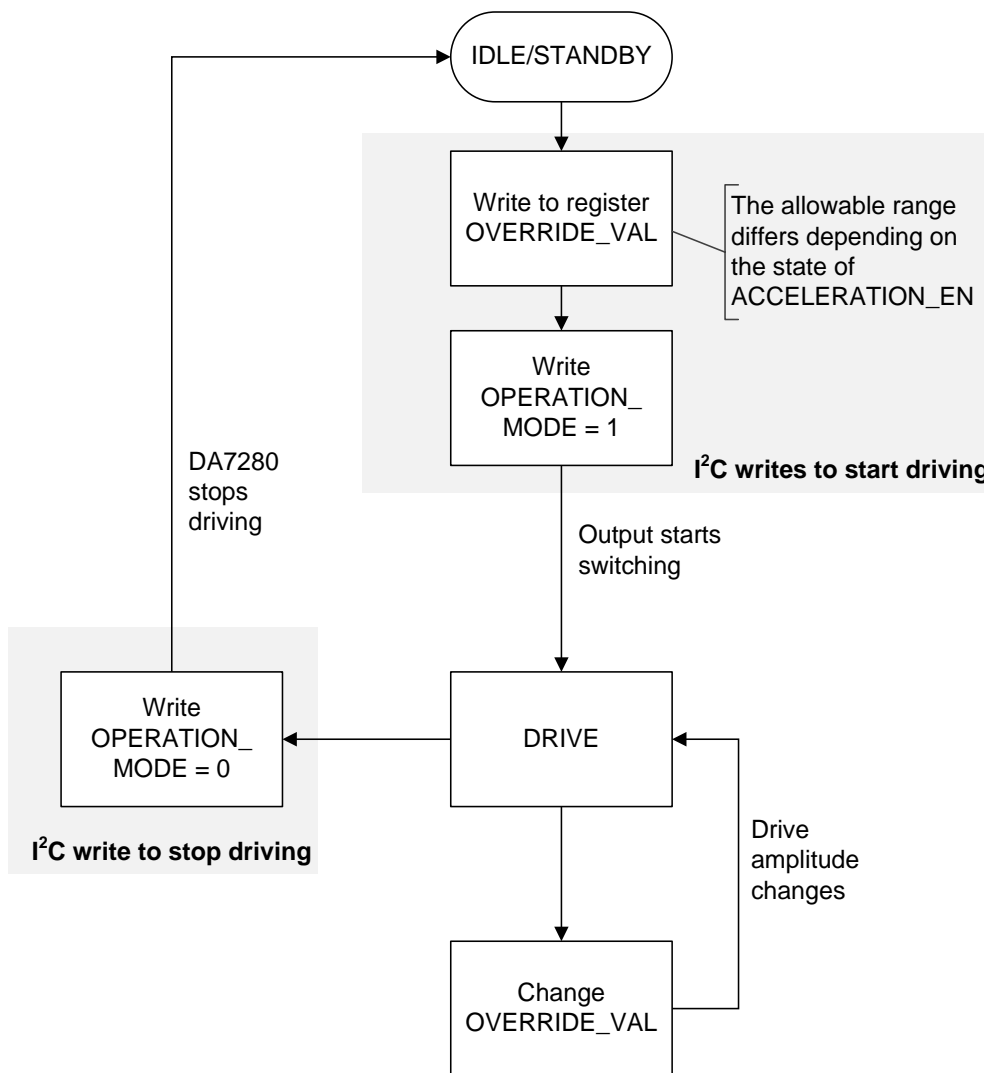 IDLE/STANDBY
Write to register
OVERRIDE_VAL
The allowable range
differs depending on
the state of
ACCELERATION_EN
Write
OPERATION_
MODE = 1
I²C writes to start driving
DA7280
stops
driving
Output starts
switching
Write
OPERATION_
MODE = 0
DRIVE
I²C write to stop driving
Drive
amplitude
changes
Change
OVERRIDE_VAL